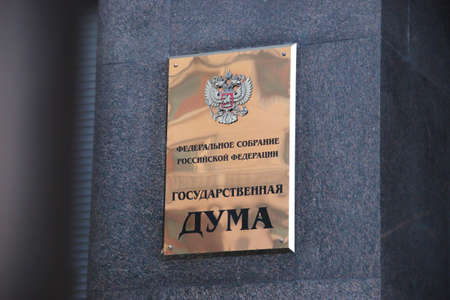 ФЕДЕРАЛЬНОЕ СОБРАНИЕ
РОССИЙСКОЙ ФЕДЕРАЦИИ
ГОСУДАРСТВЕННАЯ
ДУМА